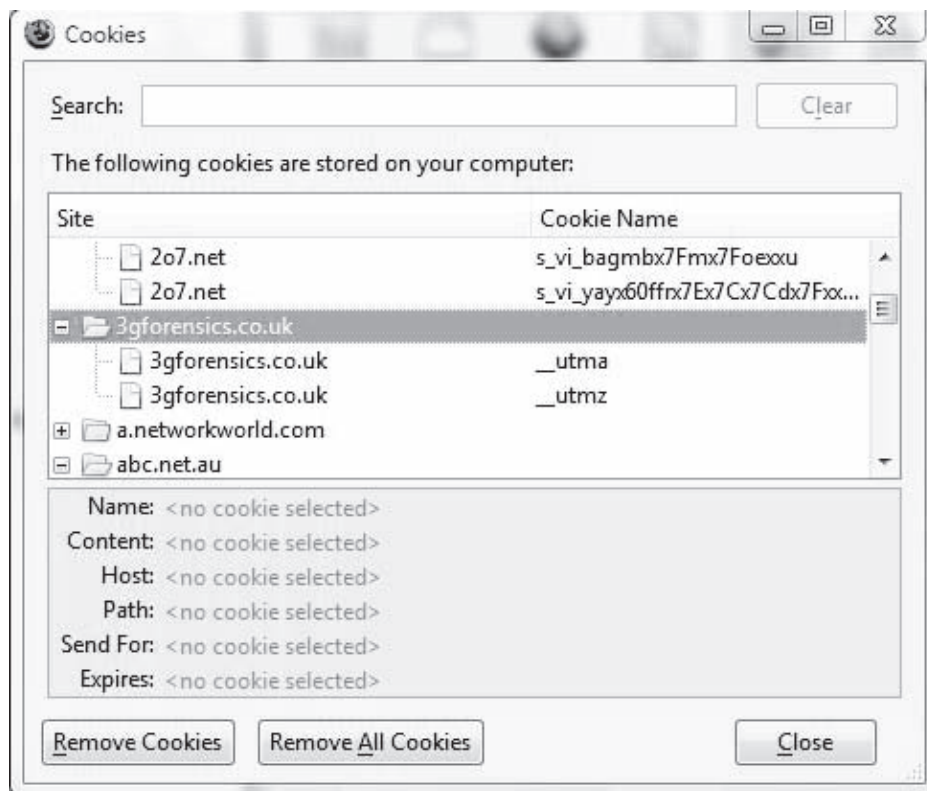 Cookies
Search: Clear
The following cookies are stored on your computer:
Site Cookie Name
2o7.net s_vi_bagmbx7Fmx7Foexxu
2o7.net s_vi_yayx60ffrx7Ex7Cx7Cdx7Fxx...
3gforensics.co.uk
3gforensics.co.uk __utma
3gforensics.co.uk __utmz
a.networkworld.com
abc.net.au
Name: <no cookie selected>
Content: <no cookie selected>
Host: <no cookie selected>
Path: <no cookie selected>
Send For: <no cookie selected>
Expires: <no cookie selected>
Remove Cookies Remove All Cookies Close